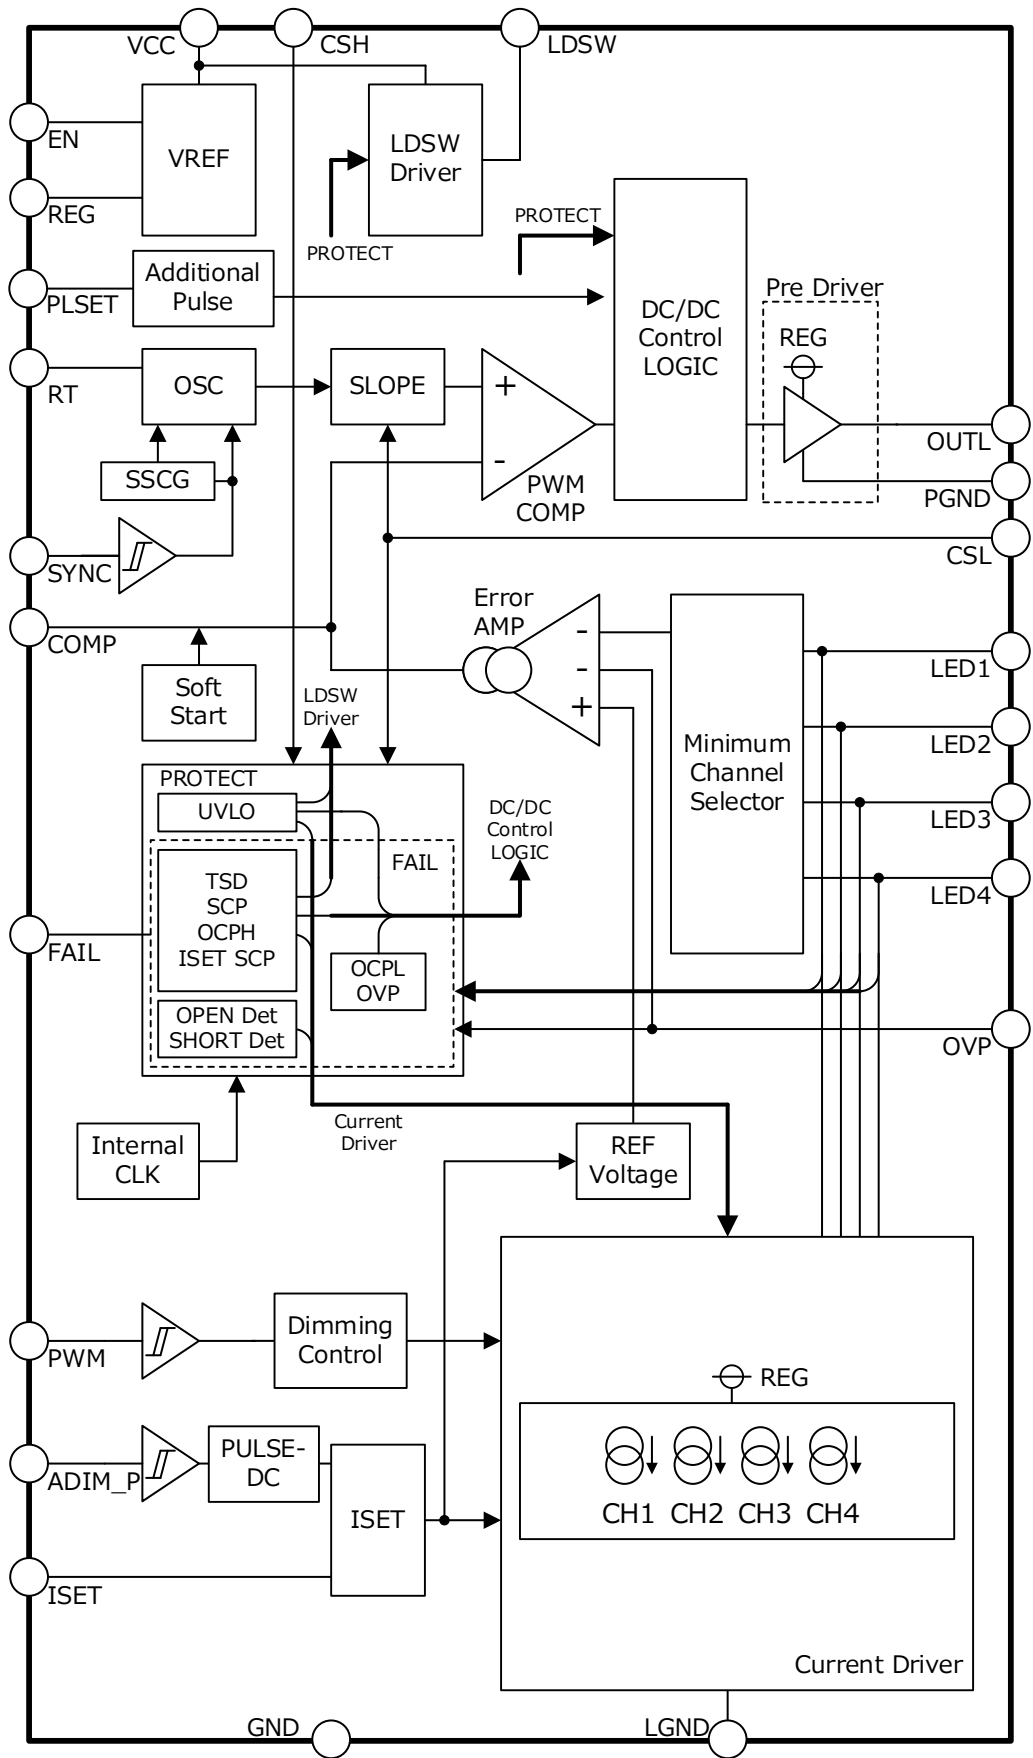 VCC
CSH
LDSW
EN
VREF
LDSW
Driver
REG
PROTECT
PROTECT
PLSET
Additional
Pulse
DC/DC
Control
LOGIC
Pre Driver
REG
RT
OSC
SLOPE
+
-
PWM
COMP
OUTL
SSCG
PGND
SYNC
CSL
COMP
Error
AMP
-
-
+
LED1
Soft
Start
LDSW
Driver
Minimum
Channel
Selector
LED2
PROTECT
UVLO
DC/DC
Control
LOGIC
LED3
FAIL
TSD
SCP
OCPH
ISET SCP
LED4
FAIL
OCPL
OVP
OPEN Det
SHORT Det
OVP
Current
Driver
Internal
CLK
REF
Voltage
PWM
Dimming
Control
REG
ADIM_P
PULSE-
DC
ISET
CH1 CH2 CH3 CH4
ISET
Current Driver
GND
LGND